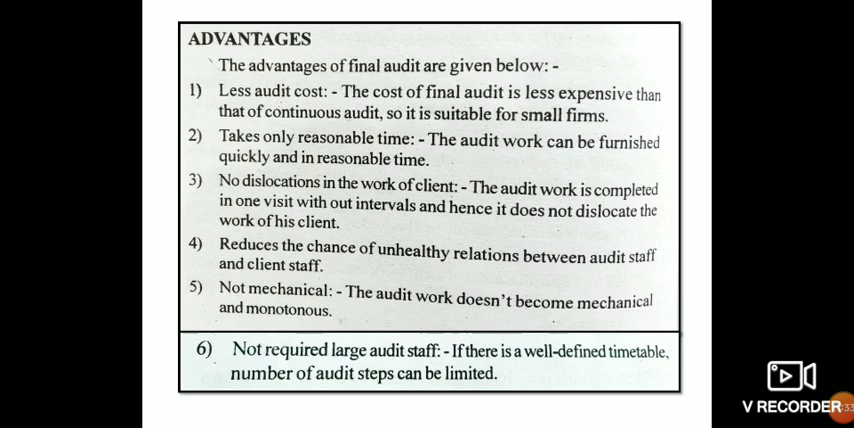 ADVANTAGES
The advantages of final audit are given below: -
1) Less audit cost: - The cost of final audit is less expensive than
that of continuous audit, so it is suitable for small firms.
2) Takes only reasonable time: - The audit work can be furnished
quickly and in reasonable time.
3) No dislocations in the work of client: - The audit work is completed
in one visit with out intervals and hence it does not dislocate the
work of his client.
4) Reduces the chance of unhealthy relations between audit staff
and client staff.
5) Not mechanical: - The audit work doesn't become mechanical
and monotonous.
6) Not required large audit staff: - If there is a well-defined timetable,
number of audit steps can be limited.
V RECORDER
:33